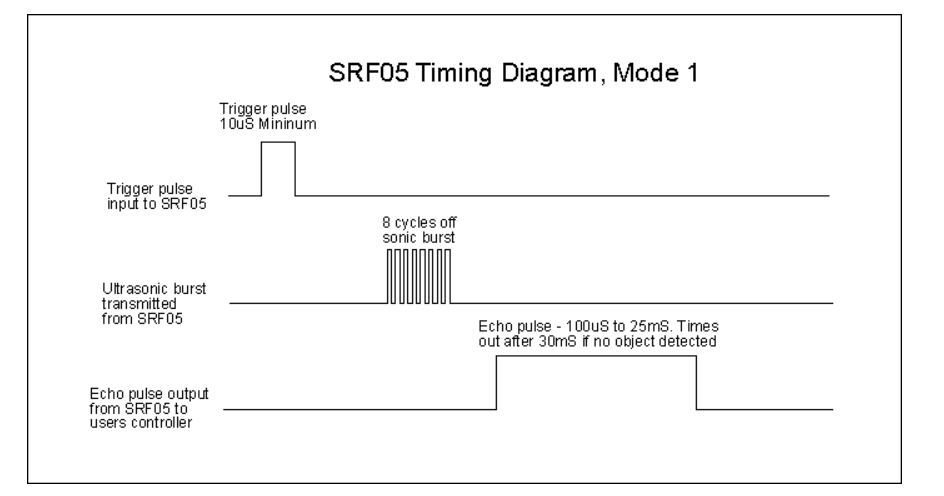 SRF05 Timing Diagram, Mode 1
Trigger pulse
10uS Mininum
Trigger pulse
input to SRF05
8 cycles off
sonic burst
Ultrasonic burst
transmitted
from SRF05
Echo pulse - 100uS to 25mS. Times
out after 30mS if no object detected
Echo pulse output
from SRF05 to
users controller